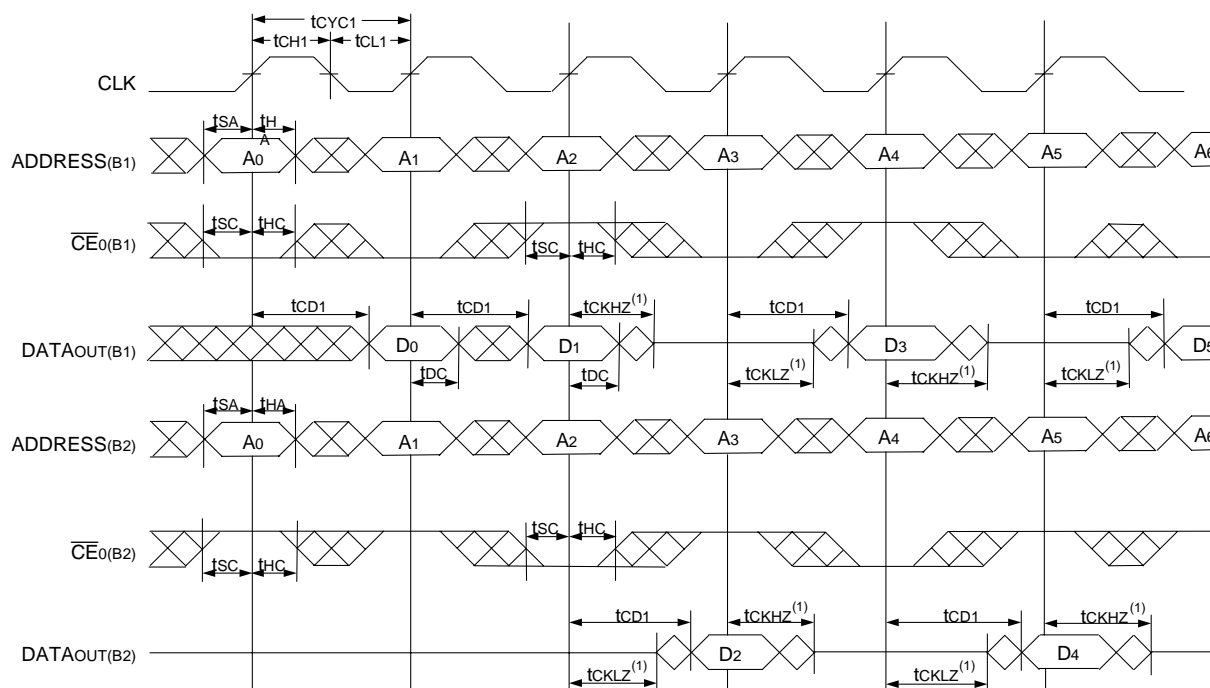 tCYC1
tCH1 tCL1
CLK
tSA tH
A
ADDRESS(B1) A0 A1 A2 A3 A4 A5 A6
tSC tHC
CE0(B1) tSC tHC
tCD1 tCD1 tCKHZ(1) tCD1 tCD1
DATAOUT(B1) D0 D1 D3 D5
tDC tDC tCKLZ(1) tCKHZ(1) tCKLZ(1)
tSA tHA
ADDRESS(B2) A0 A1 A2 A3 A4 A5 A6
tSC tHC
CE0(B2)
tSC tHC
tCD1 tCKHZ(1) tCD1 tCKHZ(1)
DATAOUT(B2) D2 D4
tCKLZ(1) tCKLZ(1)